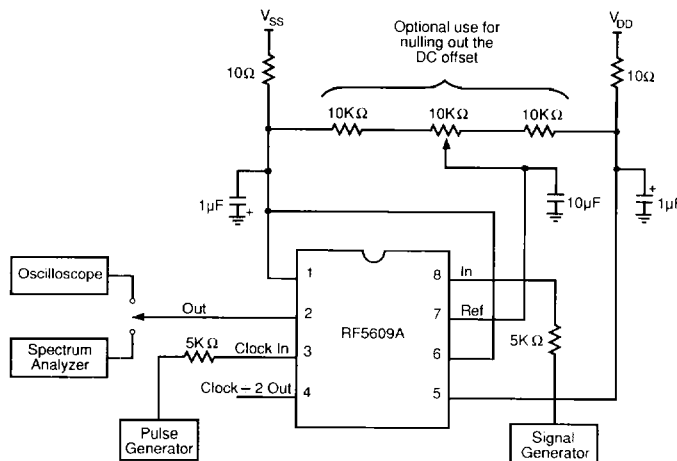 V_SS
Optional use for
nulling out the
DC offset
V_DD
10Ω
10Ω
10KΩ
10KΩ
10KΩ
1µF
+
10µF
+
1µF
Oscilloscope
Spectrum
Analyzer
Out
5KΩ
Clock In
Clock – 2 Out
Pulse
Generator
1
2
3
4
RF5609A
8
7
6
5
In
Ref
5KΩ
Signal
Generator